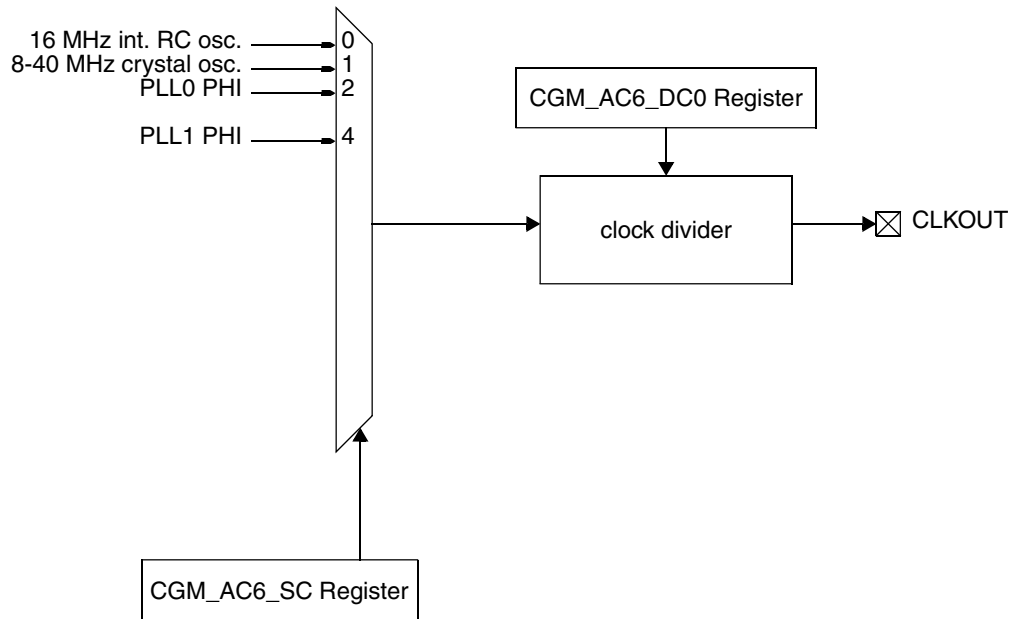 16 MHz int. RC osc. 0
8-40 MHz crystal osc. 1
PLL0 PHI 2
PLL1 PHI 4
CGM_AC6_DC0 Register
clock divider
CLKOUT
CGM_AC6_SC Register